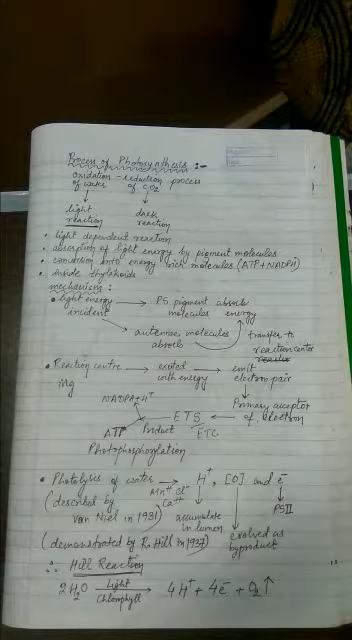 Process of Photosynthesis :-
oxidation - reduction process
of water of CO2
light dark
reaction reaction
• light dependent reaction
• absorption of light energy by pigment molecules
• conversion into energy rich molecules (ATP+NADPH)
• inside thylakoids
mechanism :
• light energy → PS pigment absorb
incident molecules energy
→ antennae molecules transfer to
absorb reaction center
• Reaction centre → excited → emit
Mg with energy electron pair
NADPH+H+ Primary acceptor
ETS ← of electron
ATP Product ETC
Photophosphorylation
• Photolysis of water → H+, [O] and e-
Mn++ Cl-
(described by Ca++
van Niel in 1931) accumulate PSII
in lumen
(demonstrated by R. Hill in 1937) evolved as
byproduct
∴ Hill Reaction
2H2O Light → 4H+ + 4e- + O2↑
Chlorophyll